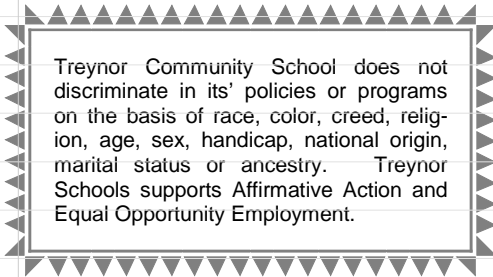 Treynor Community School does not
discriminate in its’ policies or programs
on the basis of race, color, creed, relig-
ion, age, sex, handicap, national origin,
marital status or ancestry. Treynor
Schools supports Affirmative Action and
Equal Opportunity Employment.